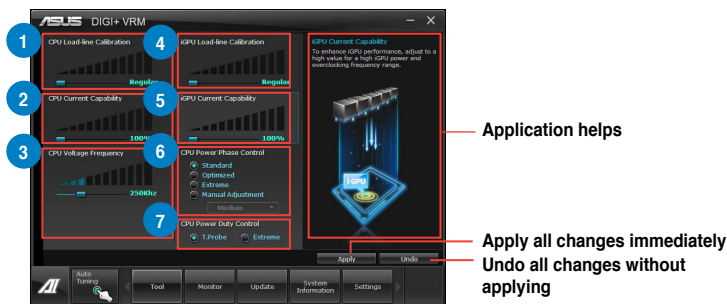 ASUS DIGI+ VRM
1
CPU Load-line Calibration
Regular
2
CPU Current Capability
100%
3
CPU Voltage Frequency
250Khz
4
iGPU Load-line Calibration
Regular
5
iGPU Current Capability
100%
6
CPU Power Phase Control
Standard
Optimized
Extreme
Manual Adjustment
Medium
7
CPU Power Duty Control
T.Probe Extreme
iGPU Current Capability
To enhance iGPU performance, adjust to a
high value for a high iGPU power and
overclocking frequency range.
iGPU
Apply Undo
Auto
Tuning
Tool
Monitor
Update
System
Information
Settings
Application helps
Apply all changes immediately
Undo all changes without
applying